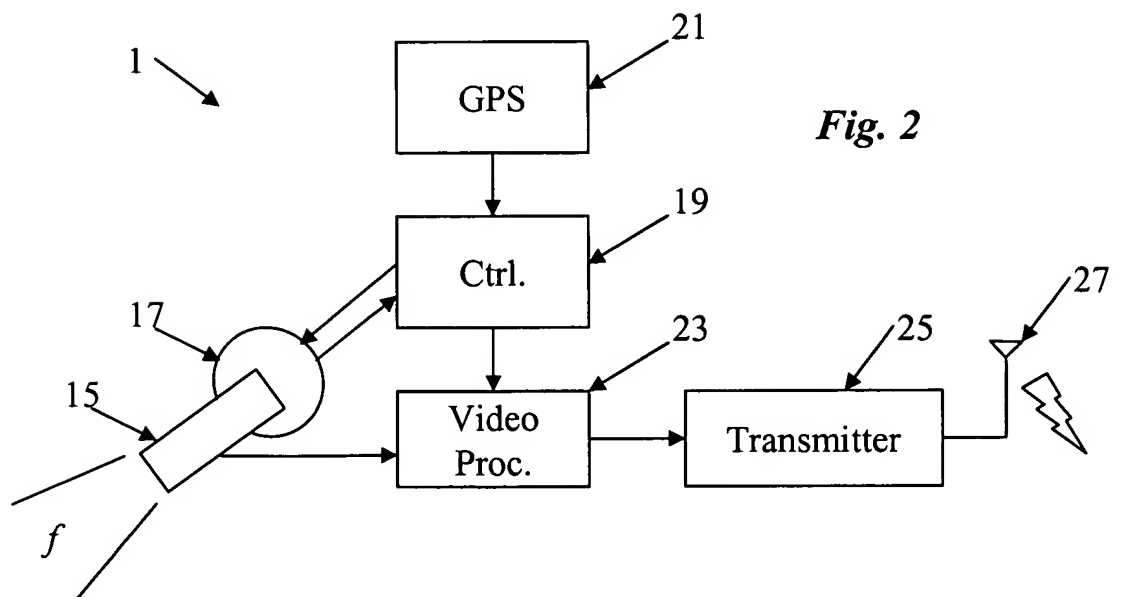 21
1
GPS
Fig. 2
19
Ctrl.
17
27
23
25
15
Video
Proc.
Transmitter
f